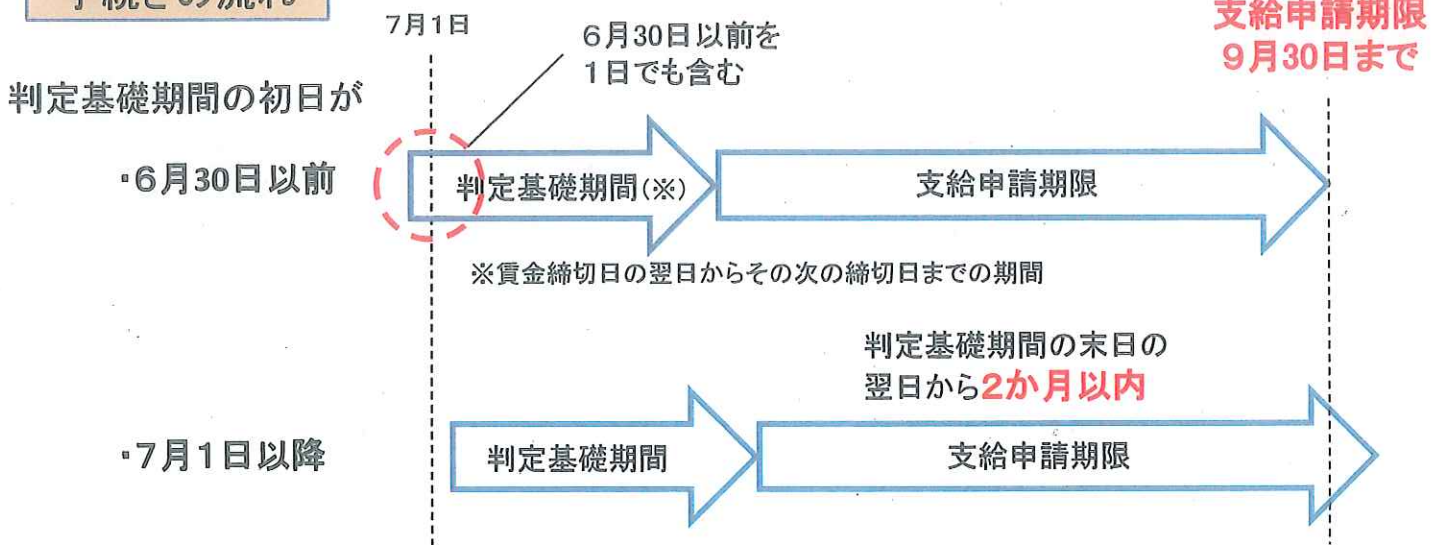 手続きの流れ
7月1日
6月30日以前を
1日でも含む
支給申請期限
9月30日まで
判定基礎期間の初日が
・6月30日以前
判定基礎期間(※)
支給申請期限
※賃金締切日の翌日からその次の締切日までの期間
判定基礎期間の末日の
翌日から2か月以内
・7月1日以降
判定基礎期間
支給申請期限